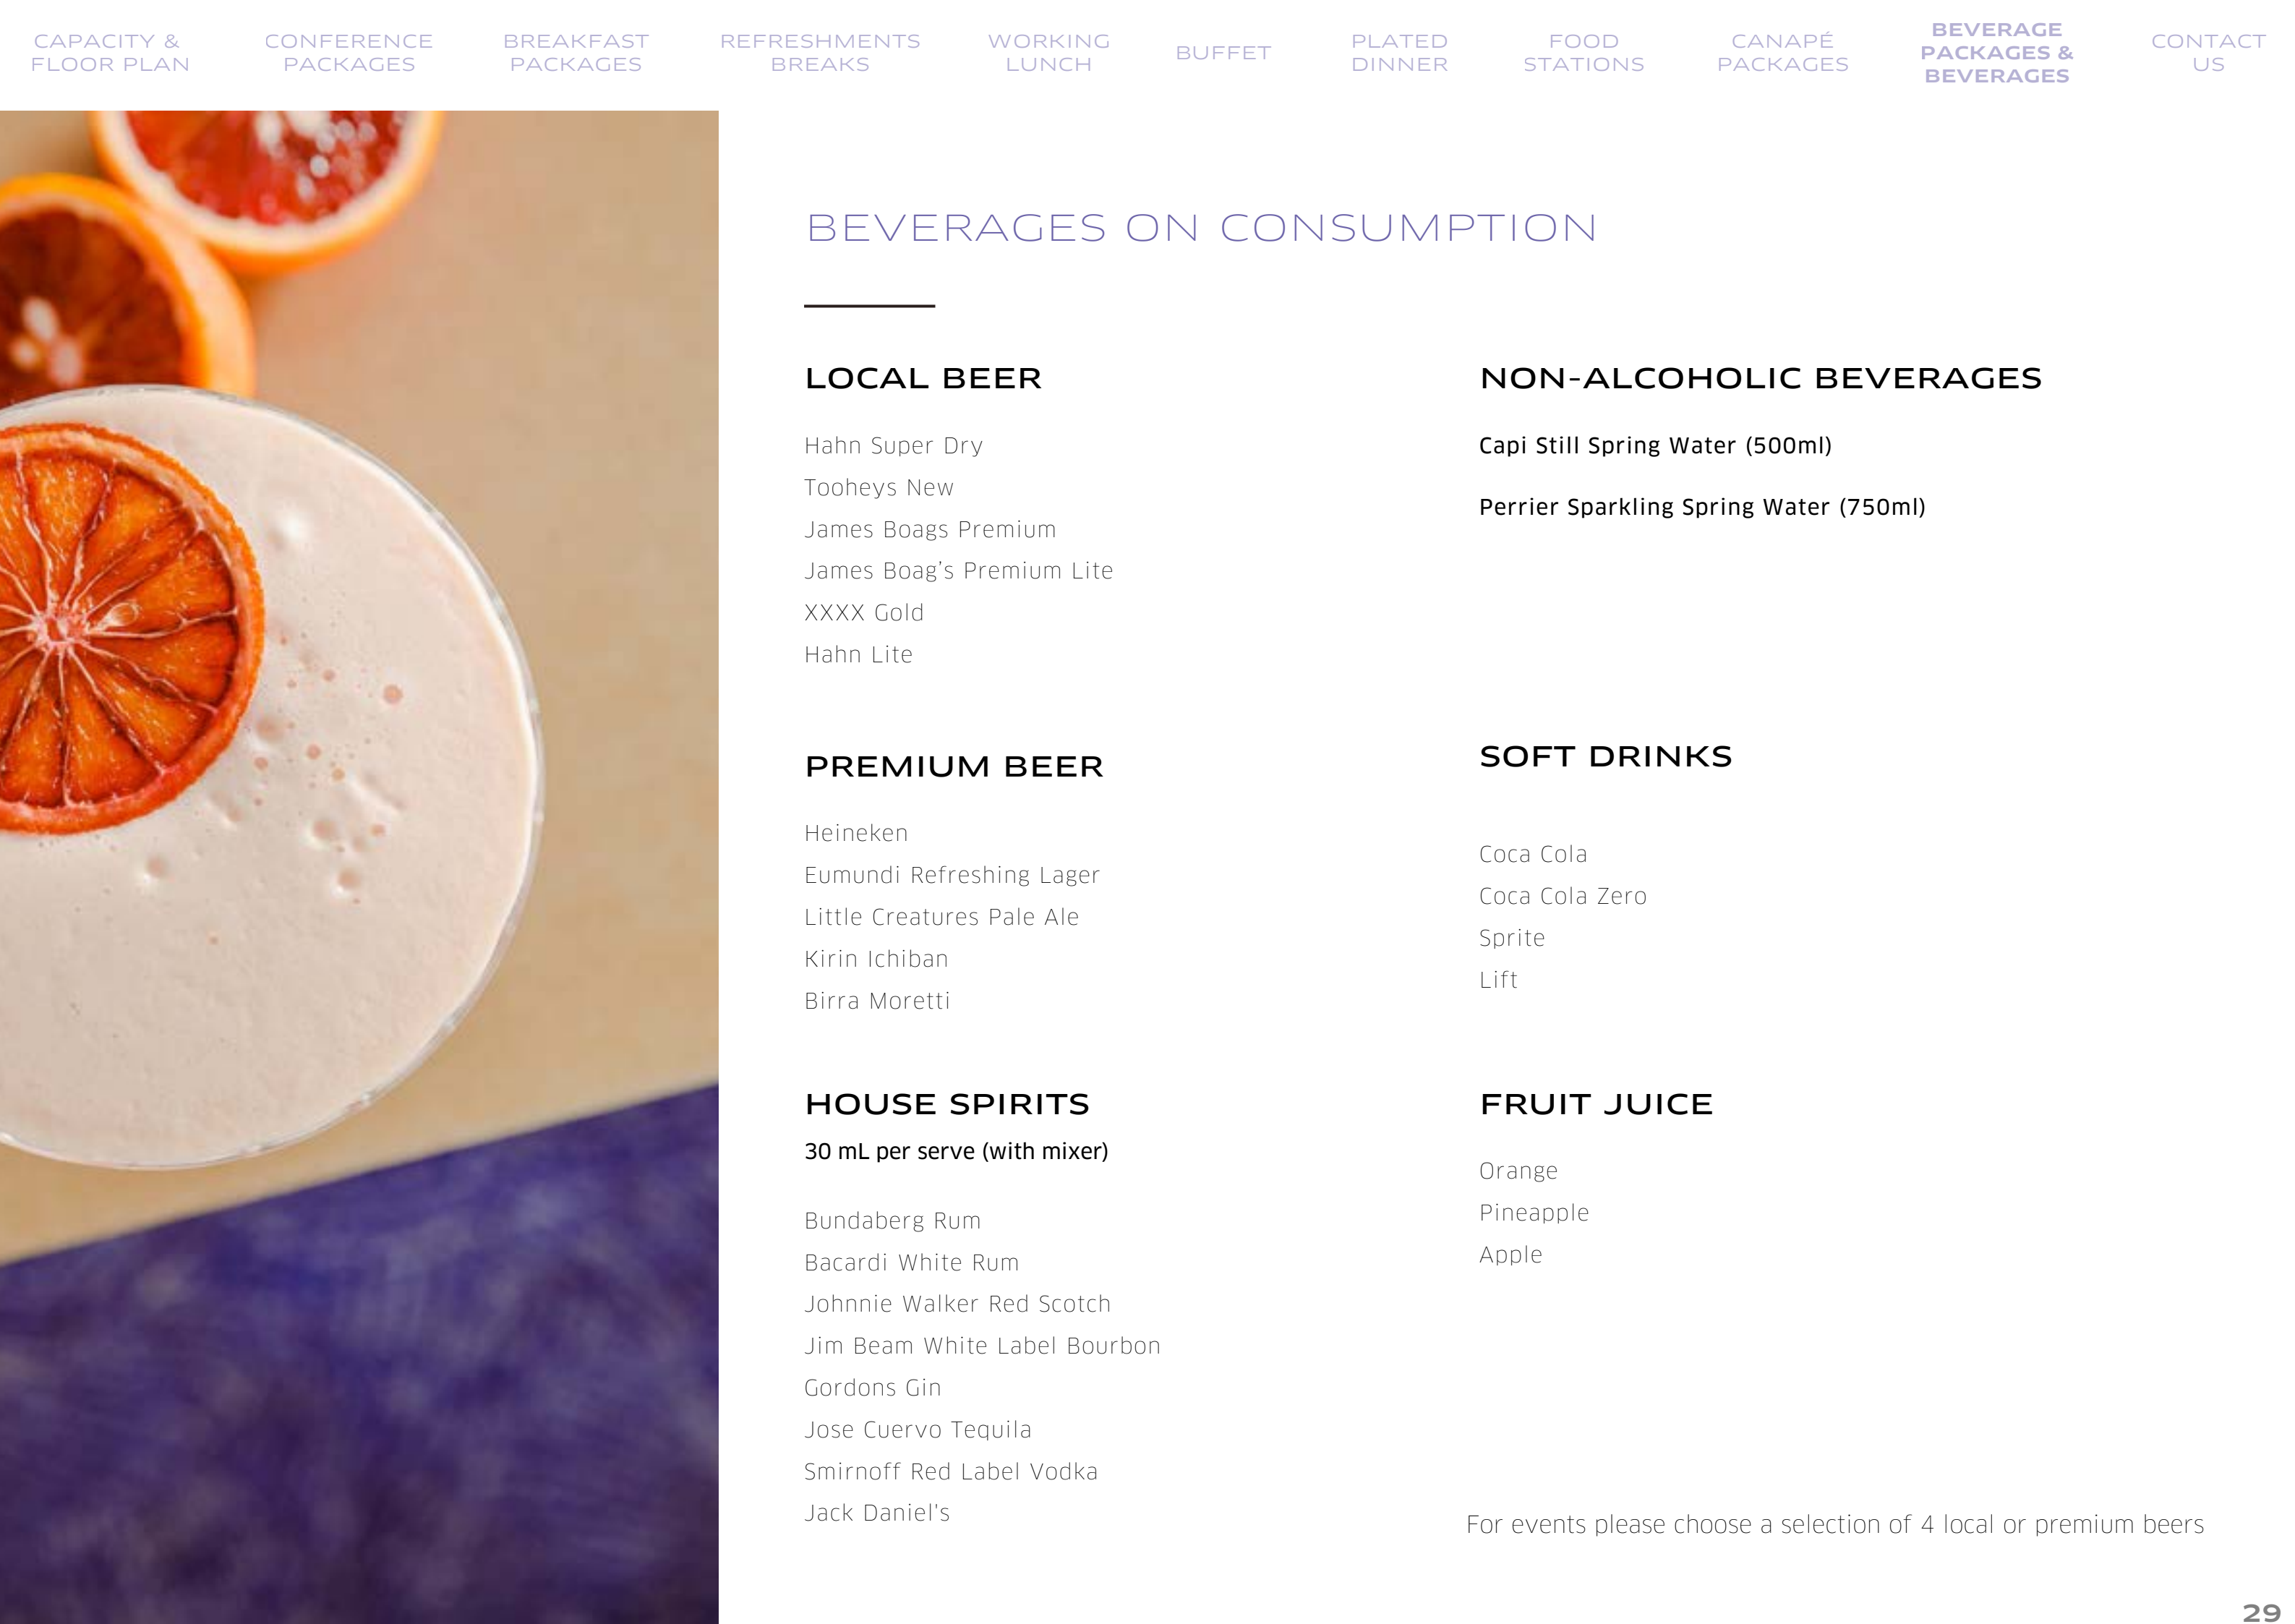 CAPACITY &
FLOOR PLAN
CONFERENCE
PACKAGES
BREAKFAST
PACKAGES
REFRESHMENTS
BREAKS
WORKING
LUNCH
BUFFET
PLATED
DINNER
FOOD
STATIONS
CANAPÉ
PACKAGES
BEVERAGE
PACKAGES &
BEVERAGES
CONTACT
US
BEVERAGES ON CONSUMPTION
LOCAL BEER
Hahn Super Dry
Tooheys New
James Boags Premium
James Boag’s Premium Lite
XXXX Gold
Hahn Lite
PREMIUM BEER
Heineken
Eumundi Refreshing Lager
Little Creatures Pale Ale
Kirin Ichiban
Birra Moretti
HOUSE SPIRITS
30 mL per serve (with mixer)
Bundaberg Rum
Bacardi White Rum
Johnnie Walker Red Scotch
Jim Beam White Label Bourbon
Gordons Gin
Jose Cuervo Tequila
Smirnoff Red Label Vodka
Jack Daniel's
NON-ALCOHOLIC BEVERAGES
Capi Still Spring Water (500ml)
Perrier Sparkling Spring Water (750ml)
SOFT DRINKS
Coca Cola
Coca Cola Zero
Sprite
Lift
FRUIT JUICE
Orange
Pineapple
Apple
For events please choose a selection of 4 local or premium beers
29